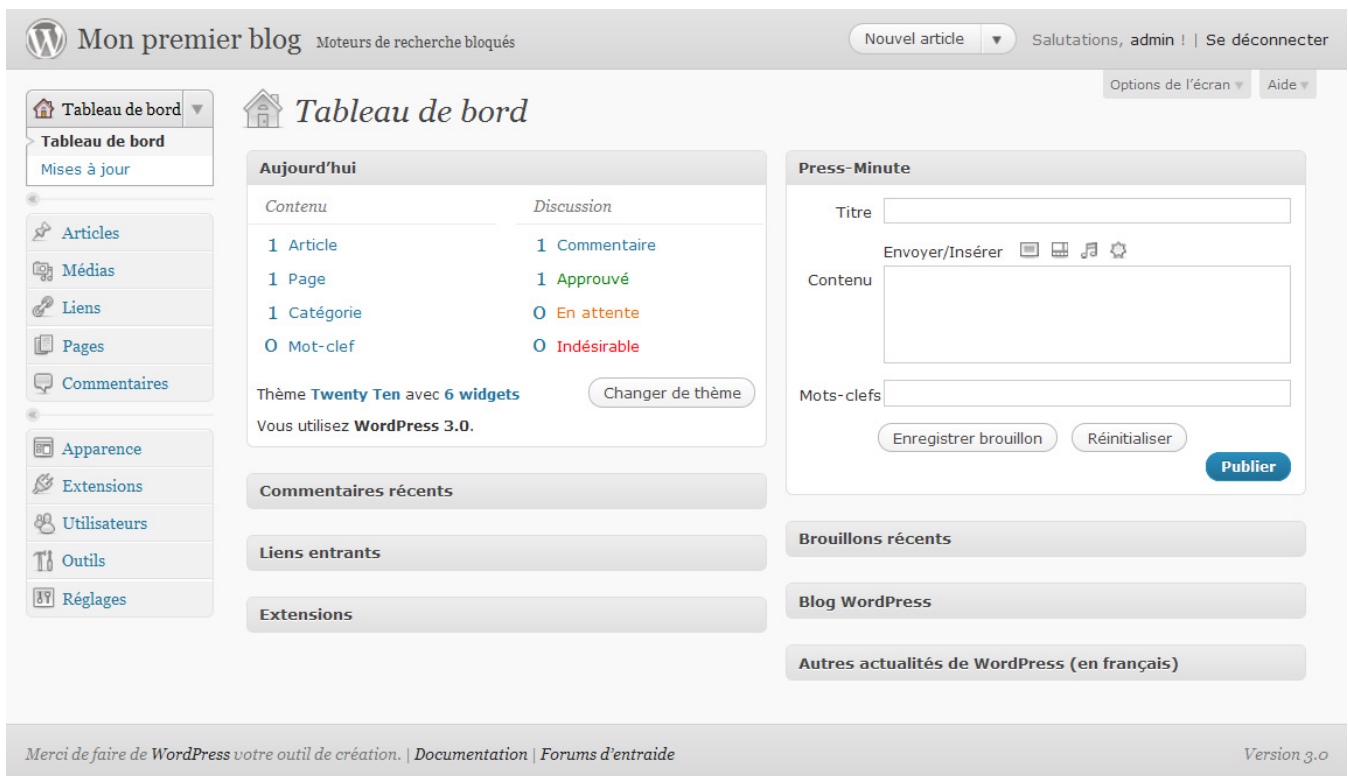 Mon premier blog Moteurs de recherche bloqués
Nouvel article
Salutations, admin ! | Se déconnecter
Options de l'écran
Aide
Tableau de bord
Tableau de bord
Mises à jour
Articles
Médias
Liens
Pages
Commentaires
Apparence
Extensions
Utilisateurs
Outils
Réglages
Tableau de bord
Aujourd'hui
Contenu
1 Article
1 Page
1 Catégorie
0 Mot-clef
Discussion
1 Commentaire
1 Approuvé
0 En attente
0 Indésirable
Thème Twenty Ten avec 6 widgets
Changer de thème
Vous utilisez WordPress 3.0.
Commentaires récents
Liens entrants
Extensions
Press-Minute
Titre
Envoyer/Insérer
Contenu
Mots-clefs
Enregistrer brouillon
Réinitialiser
Publier
Brouillons récents
Blog WordPress
Autres actualités de WordPress (en français)
Merci de faire de WordPress votre outil de création. | Documentation | Forums d'entraide
Version 3.0